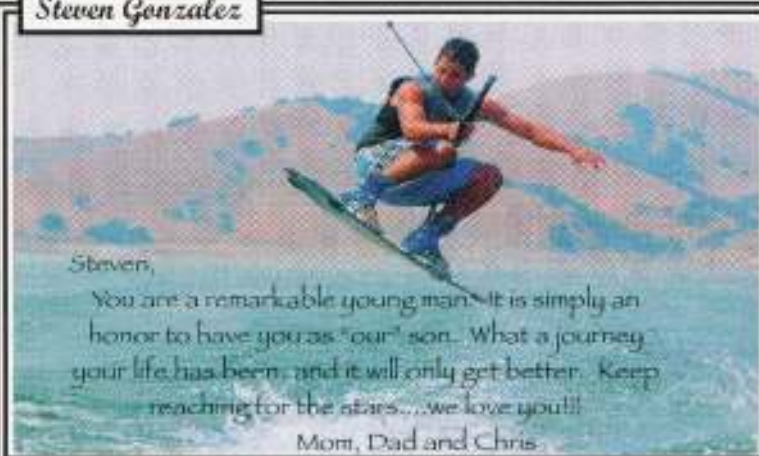 Steven Gonzalez
Steven,
You are a remarkable young man. It is simply an
honor to have you as "our" son. What a journey
your life has been, and it will only get better. Keep
reaching for the stars....we love you!!!
Mom, Dad and Chris